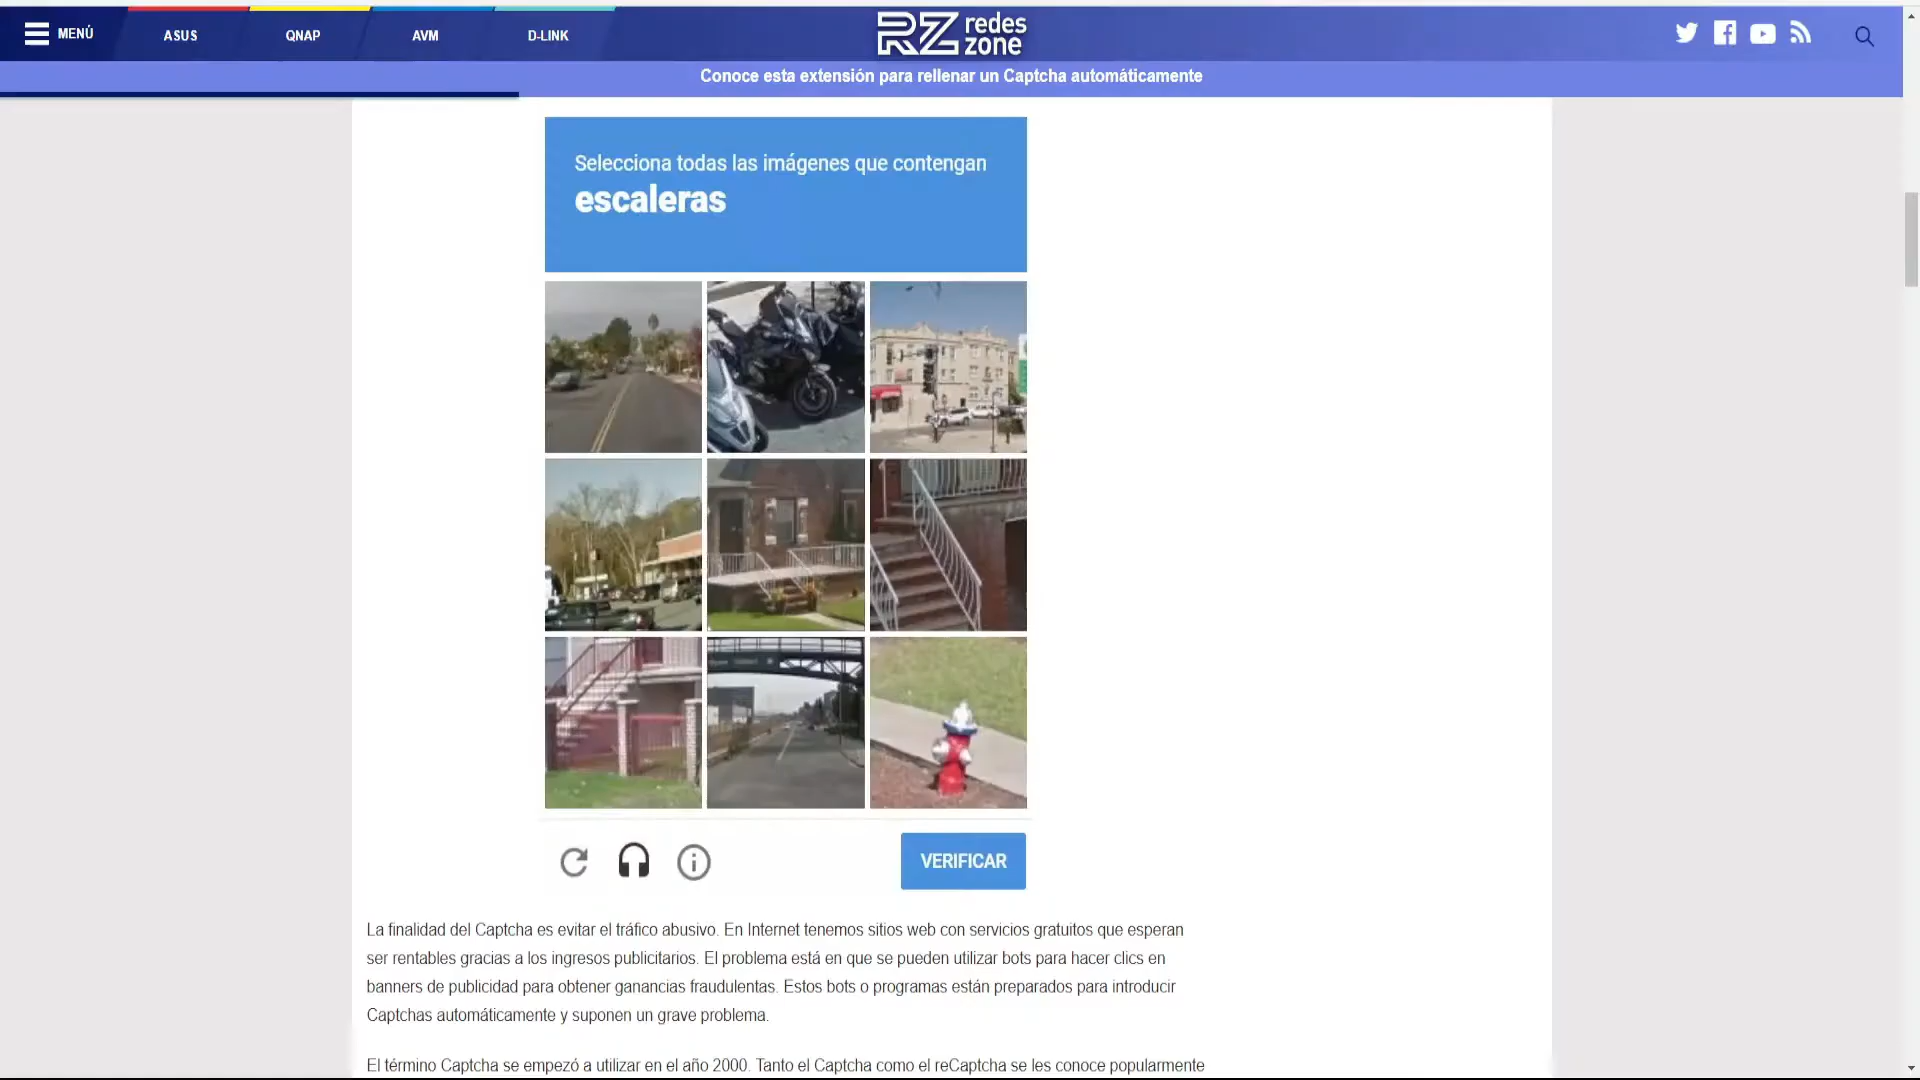 MENÚ
ASUS
QNAP
AVM
D-LINK
RZ redes zone
Conoce esta extensión para rellenar un Captcha automáticamente
Selecciona todas las imágenes que contengan
escaleras
VERIFICAR
La finalidad del Captcha es evitar el tráfico abusivo. En Internet tenemos sitios web con servicios gratuitos que esperan
ser rentables gracias a los ingresos publicitarios. El problema está en que se pueden utilizar bots para hacer clics en
banners de publicidad para obtener ganancias fraudulentas. Estos bots o programas están preparados para introducir
Captchas automáticamente y suponen un grave problema.
El término Captcha se empezó a utilizar en el año 2000. Tanto el Captcha como el reCaptcha se les conoce popularmente